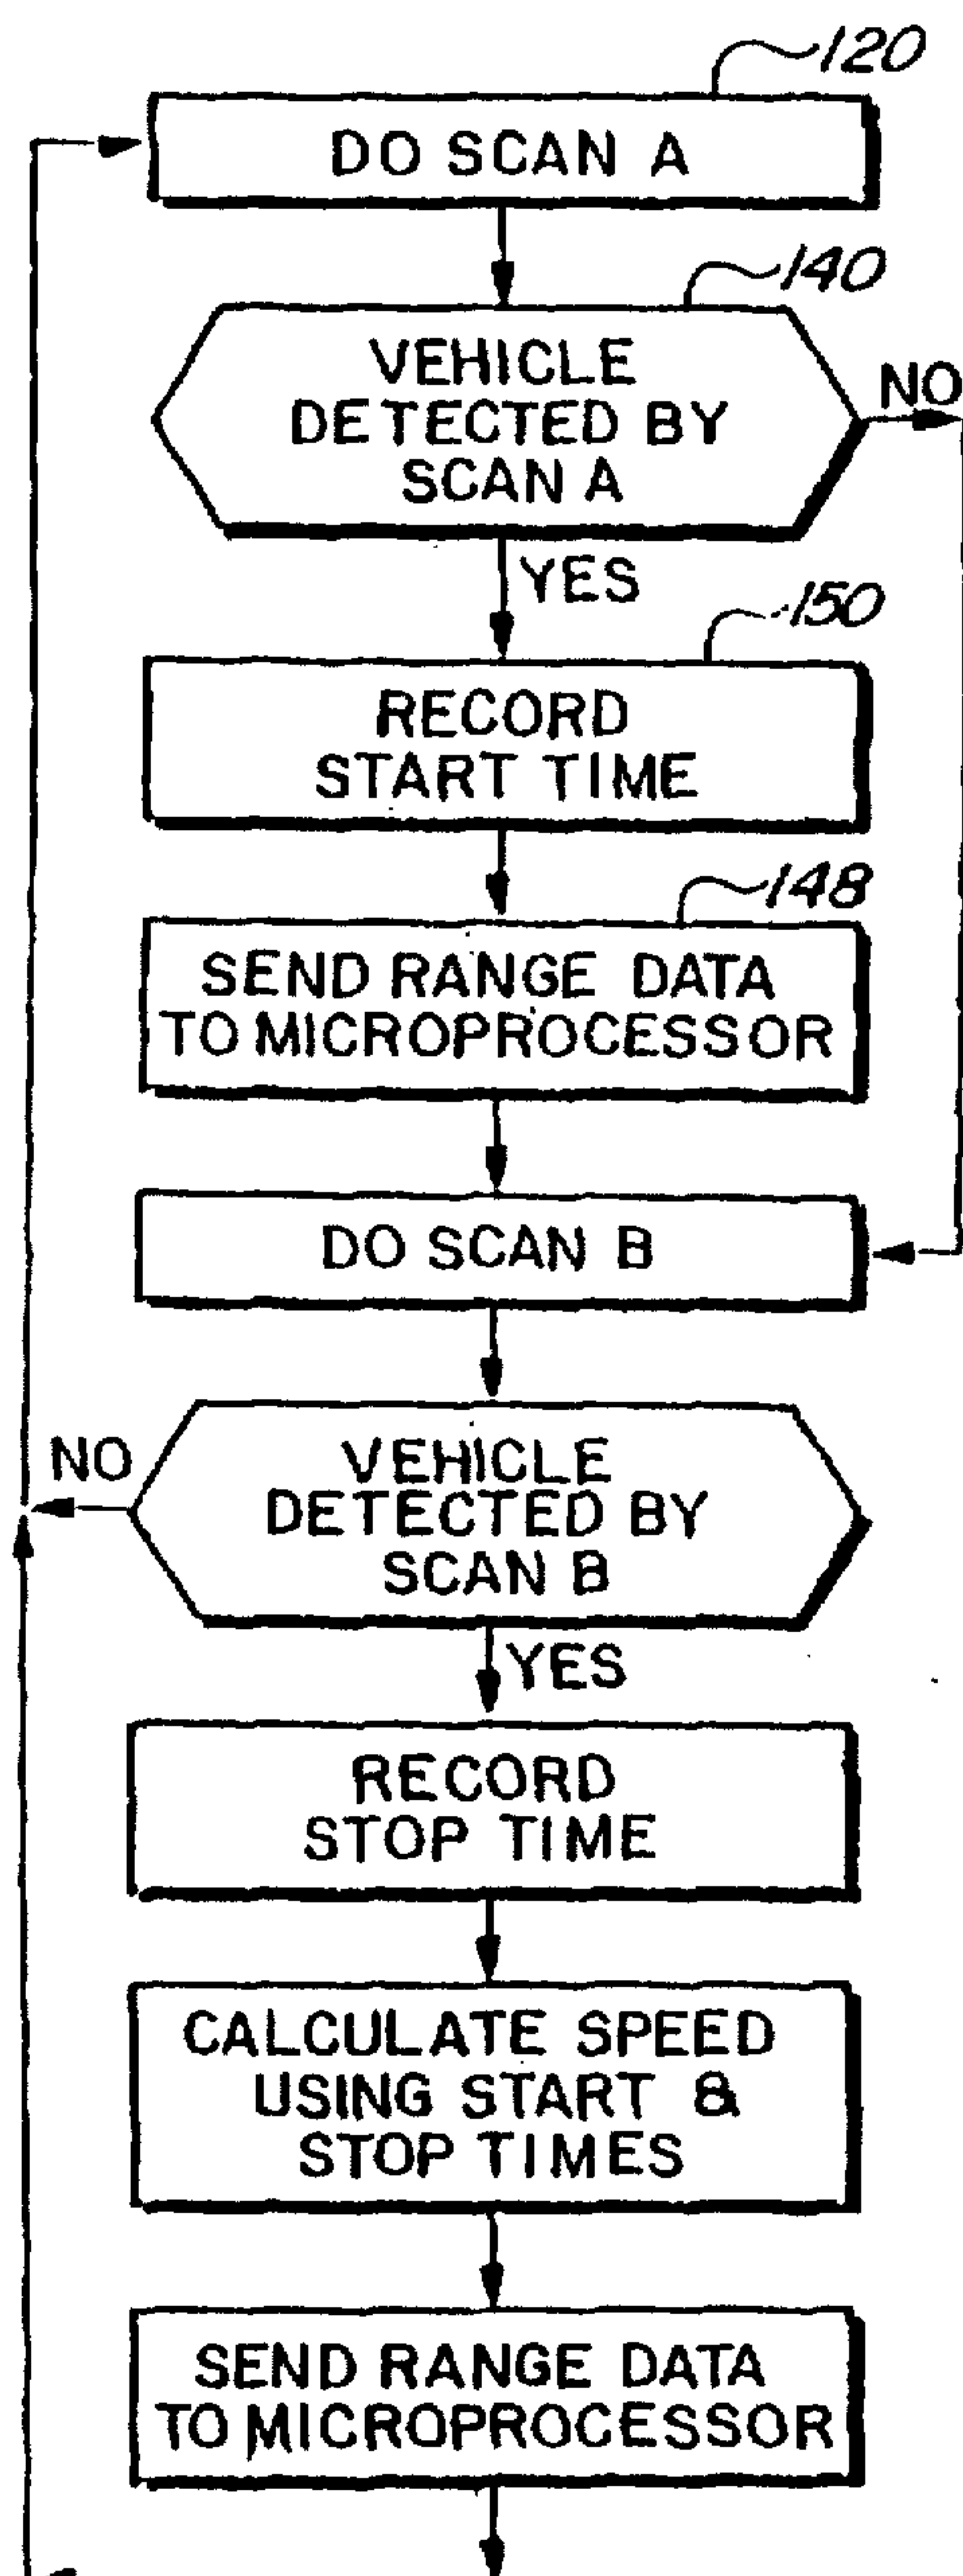 120
DO SCAN A
140
VEHICLE
DETECTED BY
SCAN A
NO
YES
150
RECORD
START TIME
148
SEND RANGE DATA
TO MICROPROCESSOR
DO SCAN B
VEHICLE
DETECTED BY
SCAN B
NO
YES
RECORD
STOP TIME
CALCULATE SPEED
USING START &
STOP TIMES
SEND RANGE DATA
TO MICROPROCESSOR